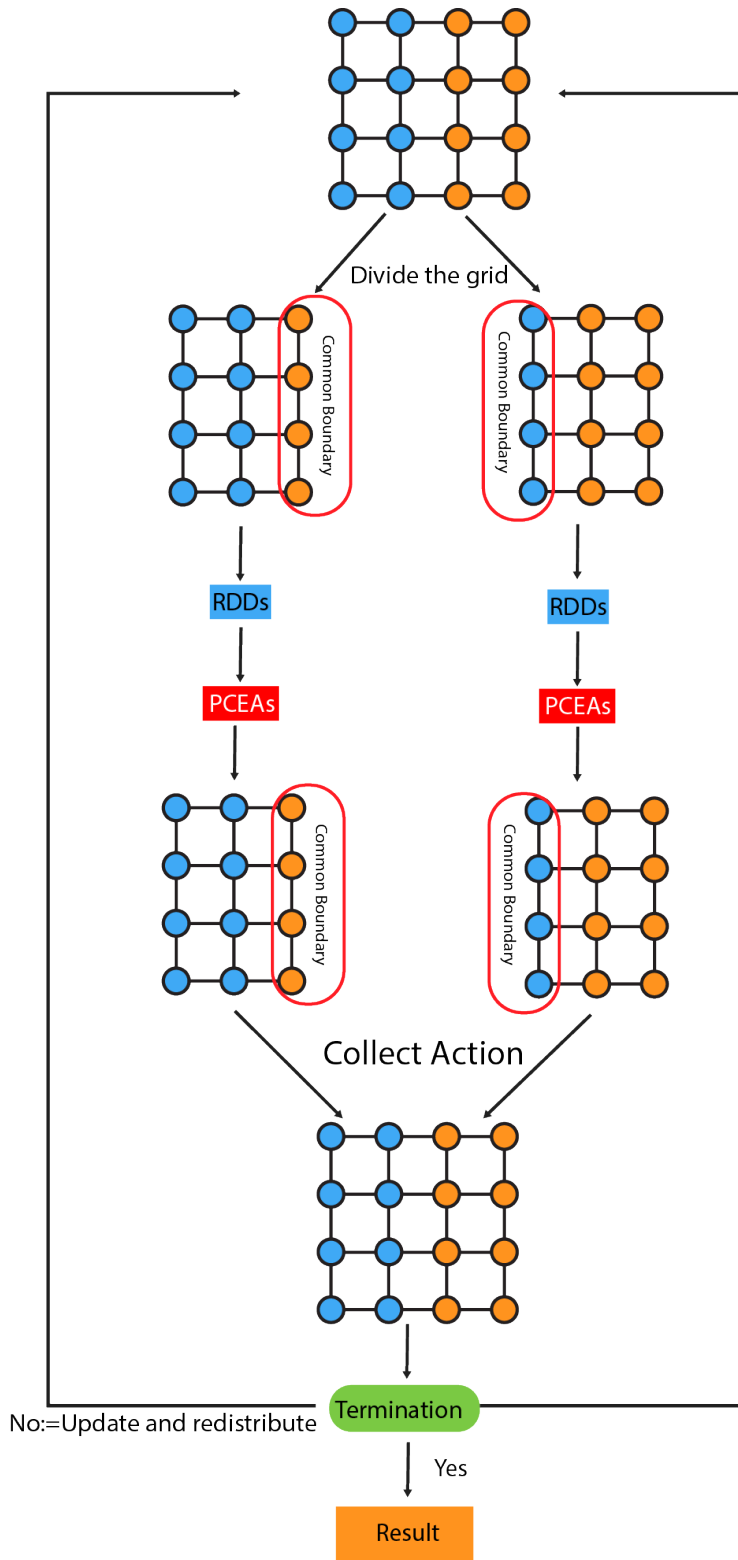 Divide the grid
Common Boundary
Common Boundary
RDDs
RDDs
PCEAs
PCEAs
Common Boundary
Common Boundary
Collect Action
Termination
No:=Update and redistribute
Yes
Result